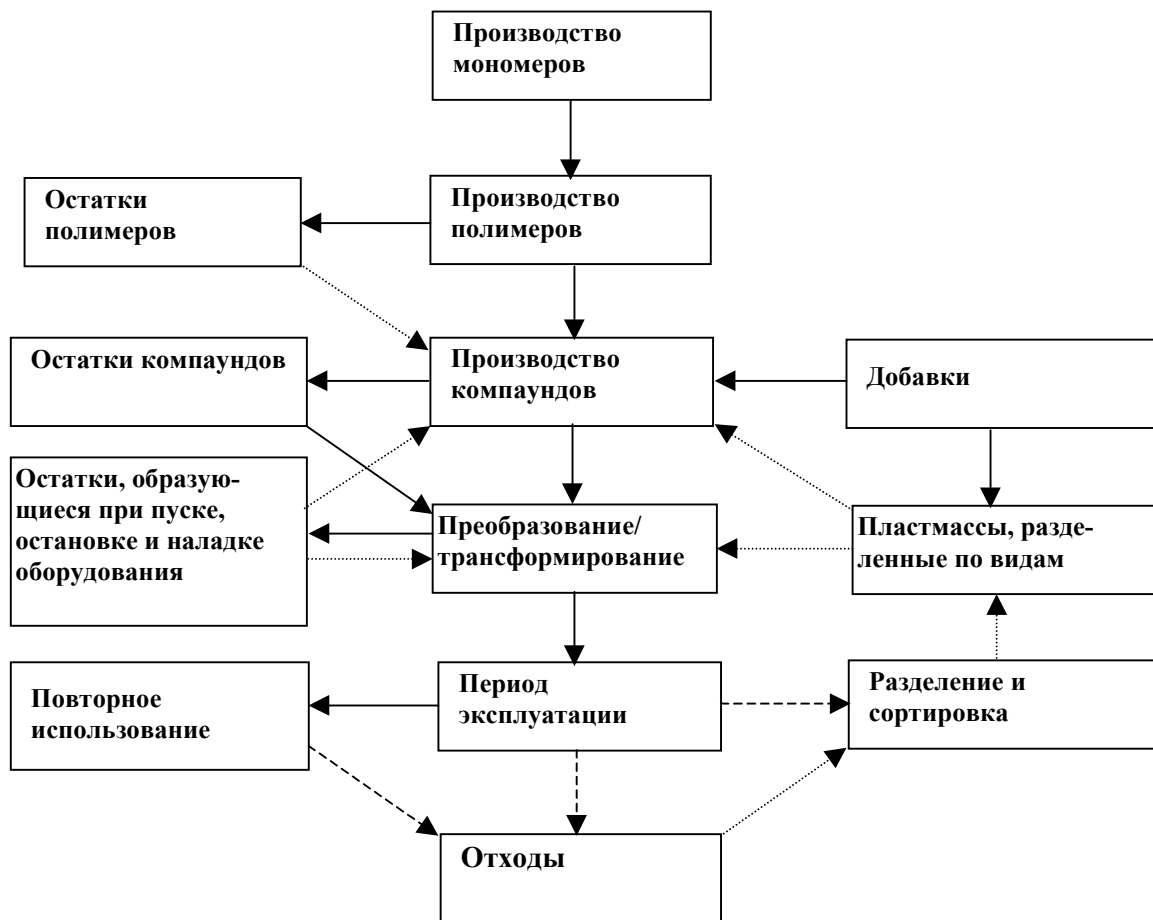 Производство
мономеров
Остатки
полимеров
Производство
полимеров
Остатки компаундов
Производство
компаундов
Добавки
Остатки, образую-
щиеся при пуске,
остановке и наладке
оборудования
Преобразование/
трансформирование
Пластмассы, разде-
ленные по видам
Повторное
использование
Период
эксплуатации
Разделение и
сортировка
Отходы